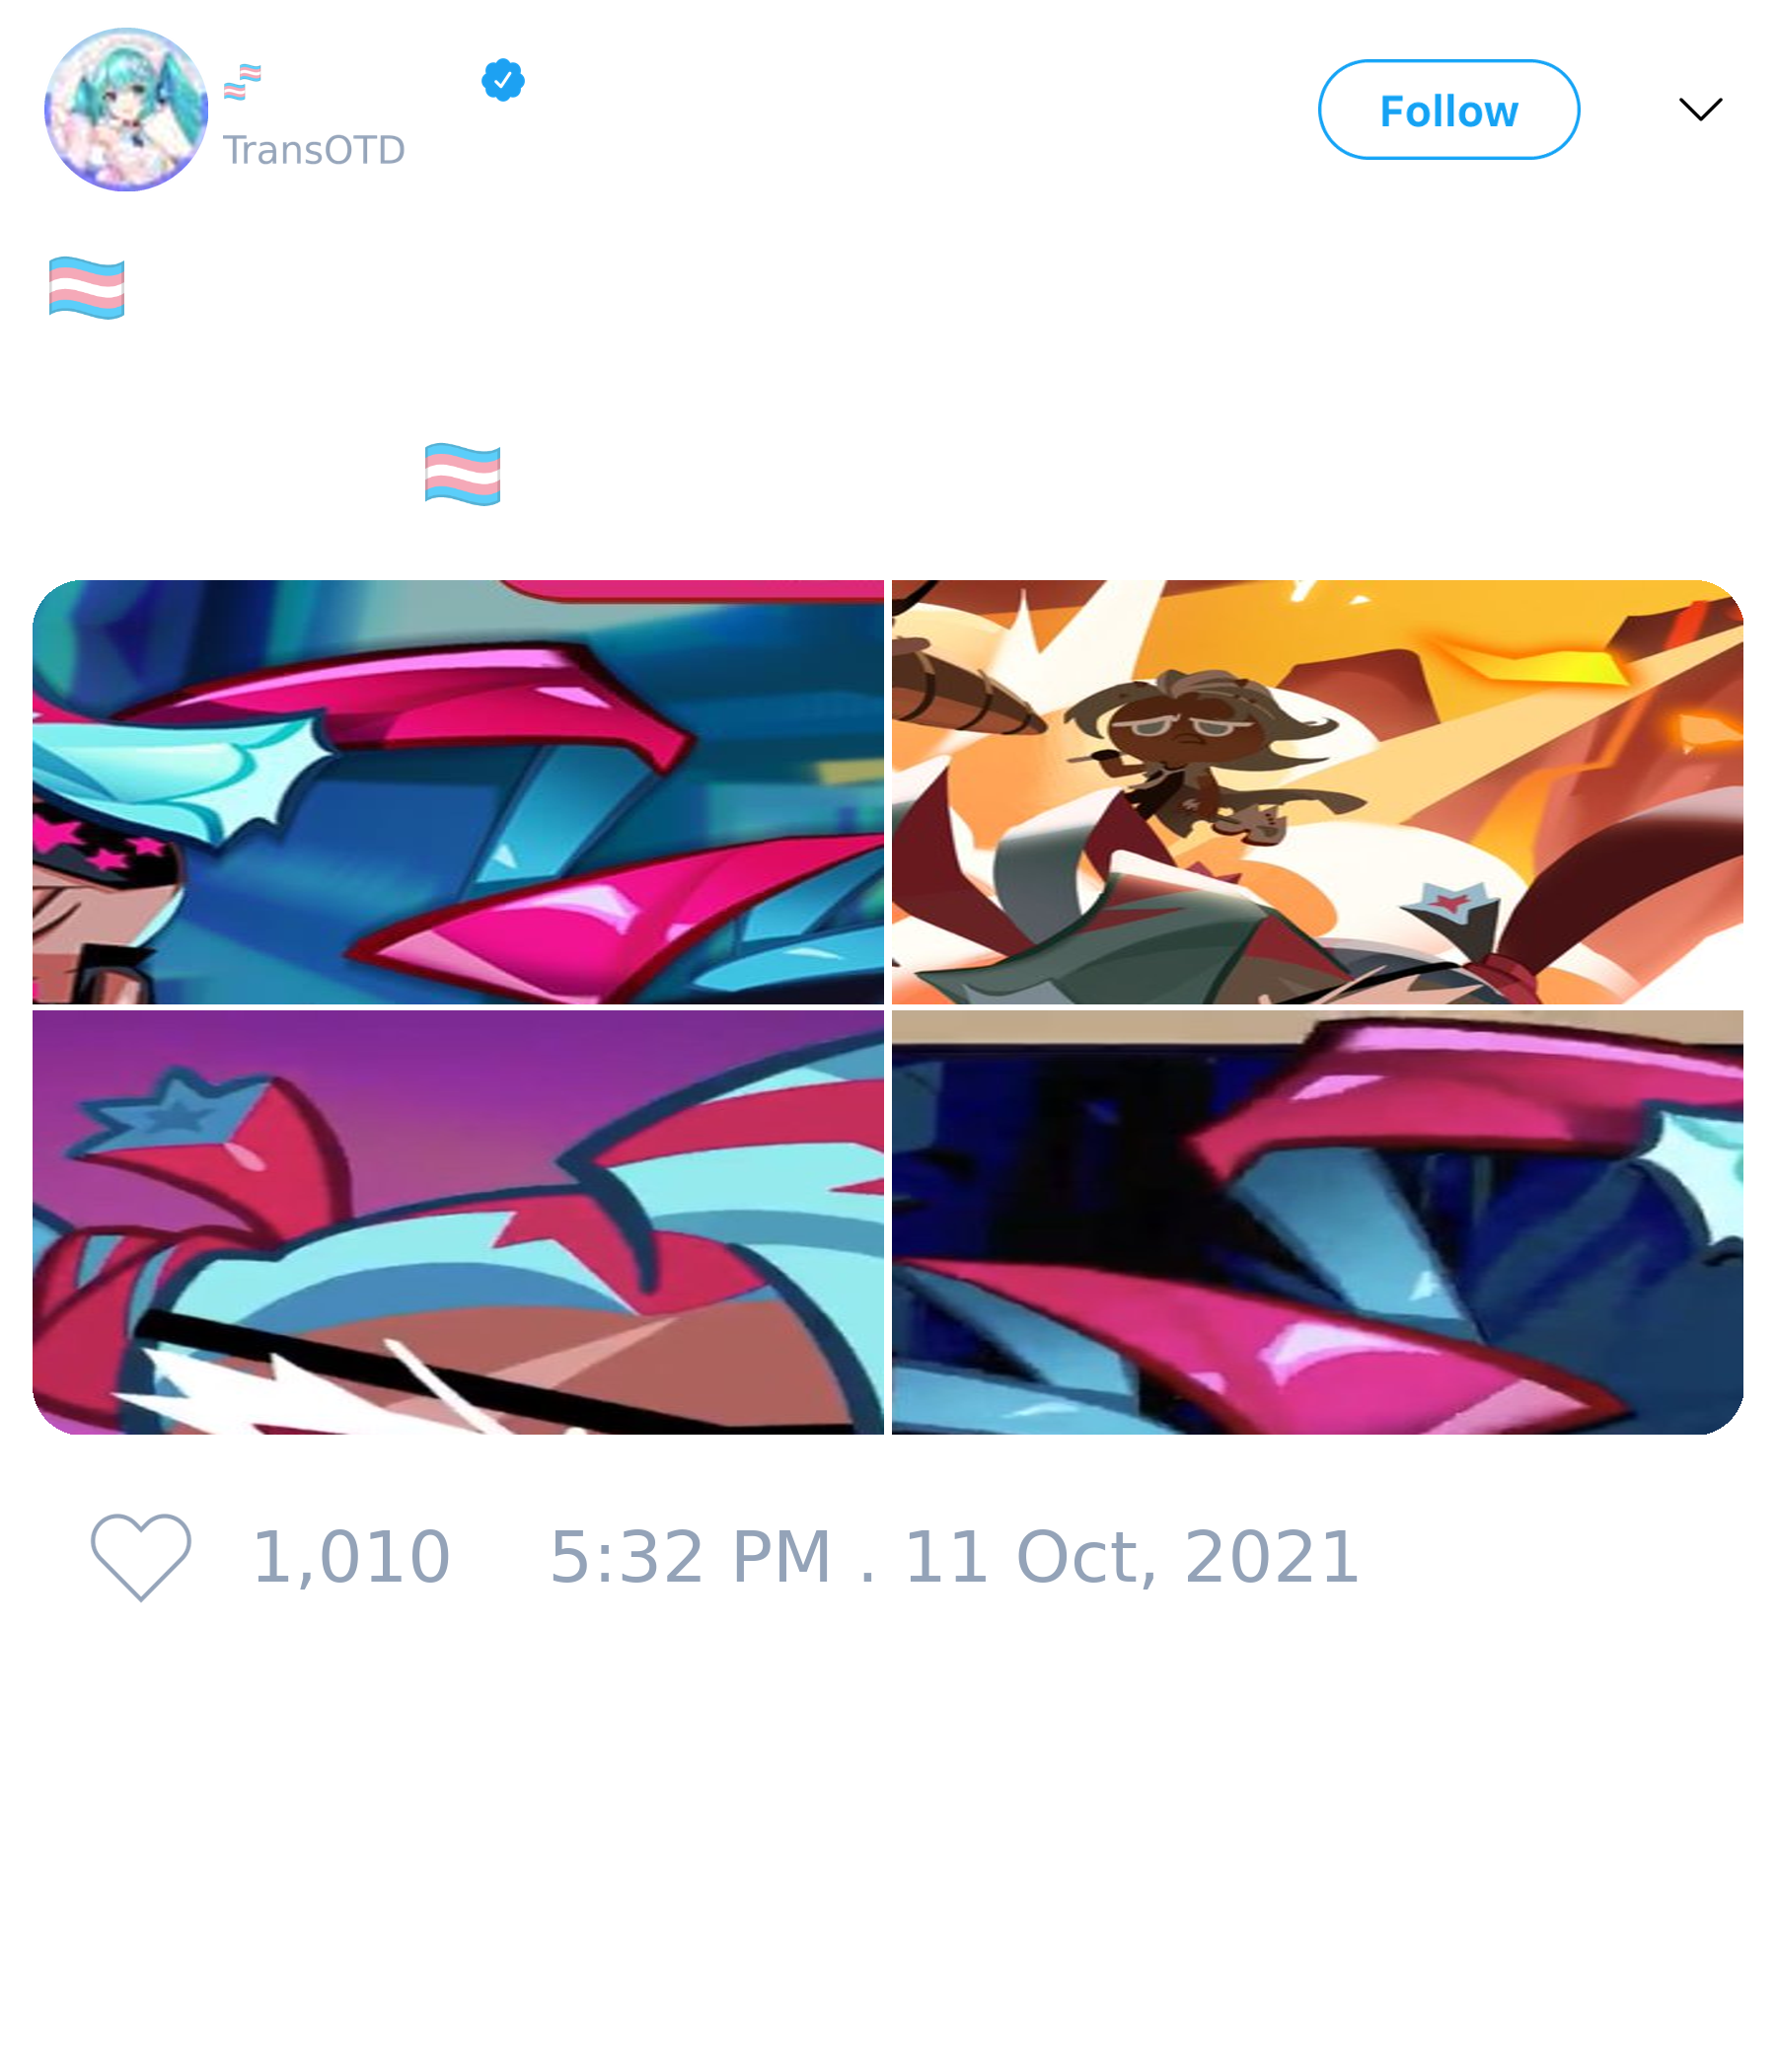 🏳️‍⚧️
🏳️‍⚧️
TransOTD
Follow
🏳️‍⚧️
🏳️‍⚧️
1,010 5:32 PM . 11 Oct, 2021